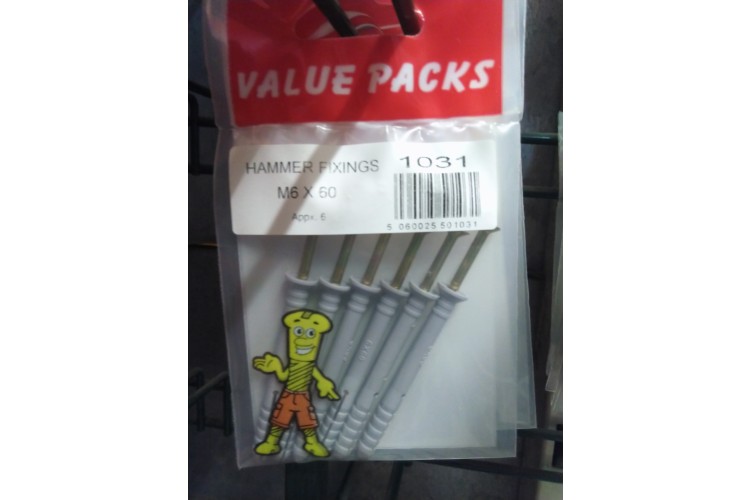 VALUE PACKS
HAMMER FIXINGS 1031
M6 X 60
Appx. 6
5 060025 501031